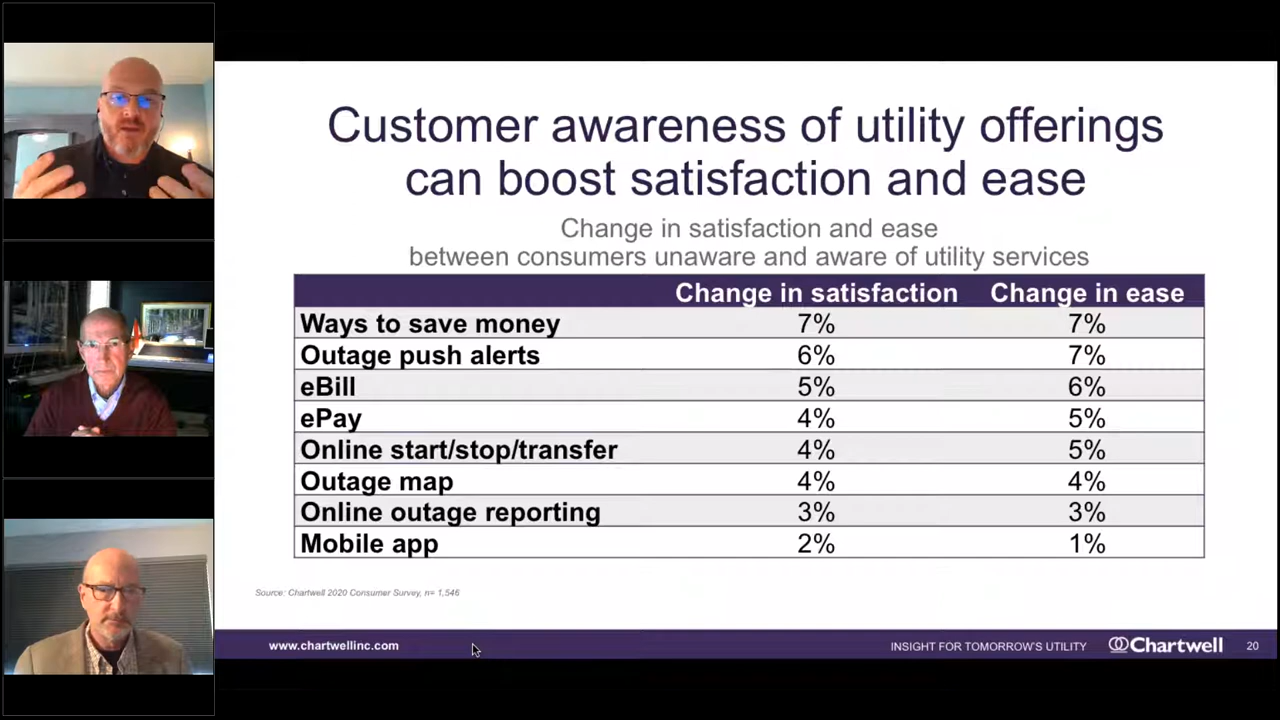 Customer awareness of utility offerings
can boost satisfaction and ease
Change in satisfaction and ease
between consumers unaware and aware of utility services
Change in satisfaction Change in ease
Ways to save money 7% 7%
Outage push alerts 6% 7%
eBill 5% 6%
ePay 4% 5%
Online start/stop/transfer 4% 5%
Outage map 4% 4%
Online outage reporting 3% 3%
Mobile app 2% 1%
Source: Chartwell 2020 Consumer Survey, n= 1,546
www.chartwellinc.com INSIGHT FOR TOMORROW'S UTILITY Chartwell 20